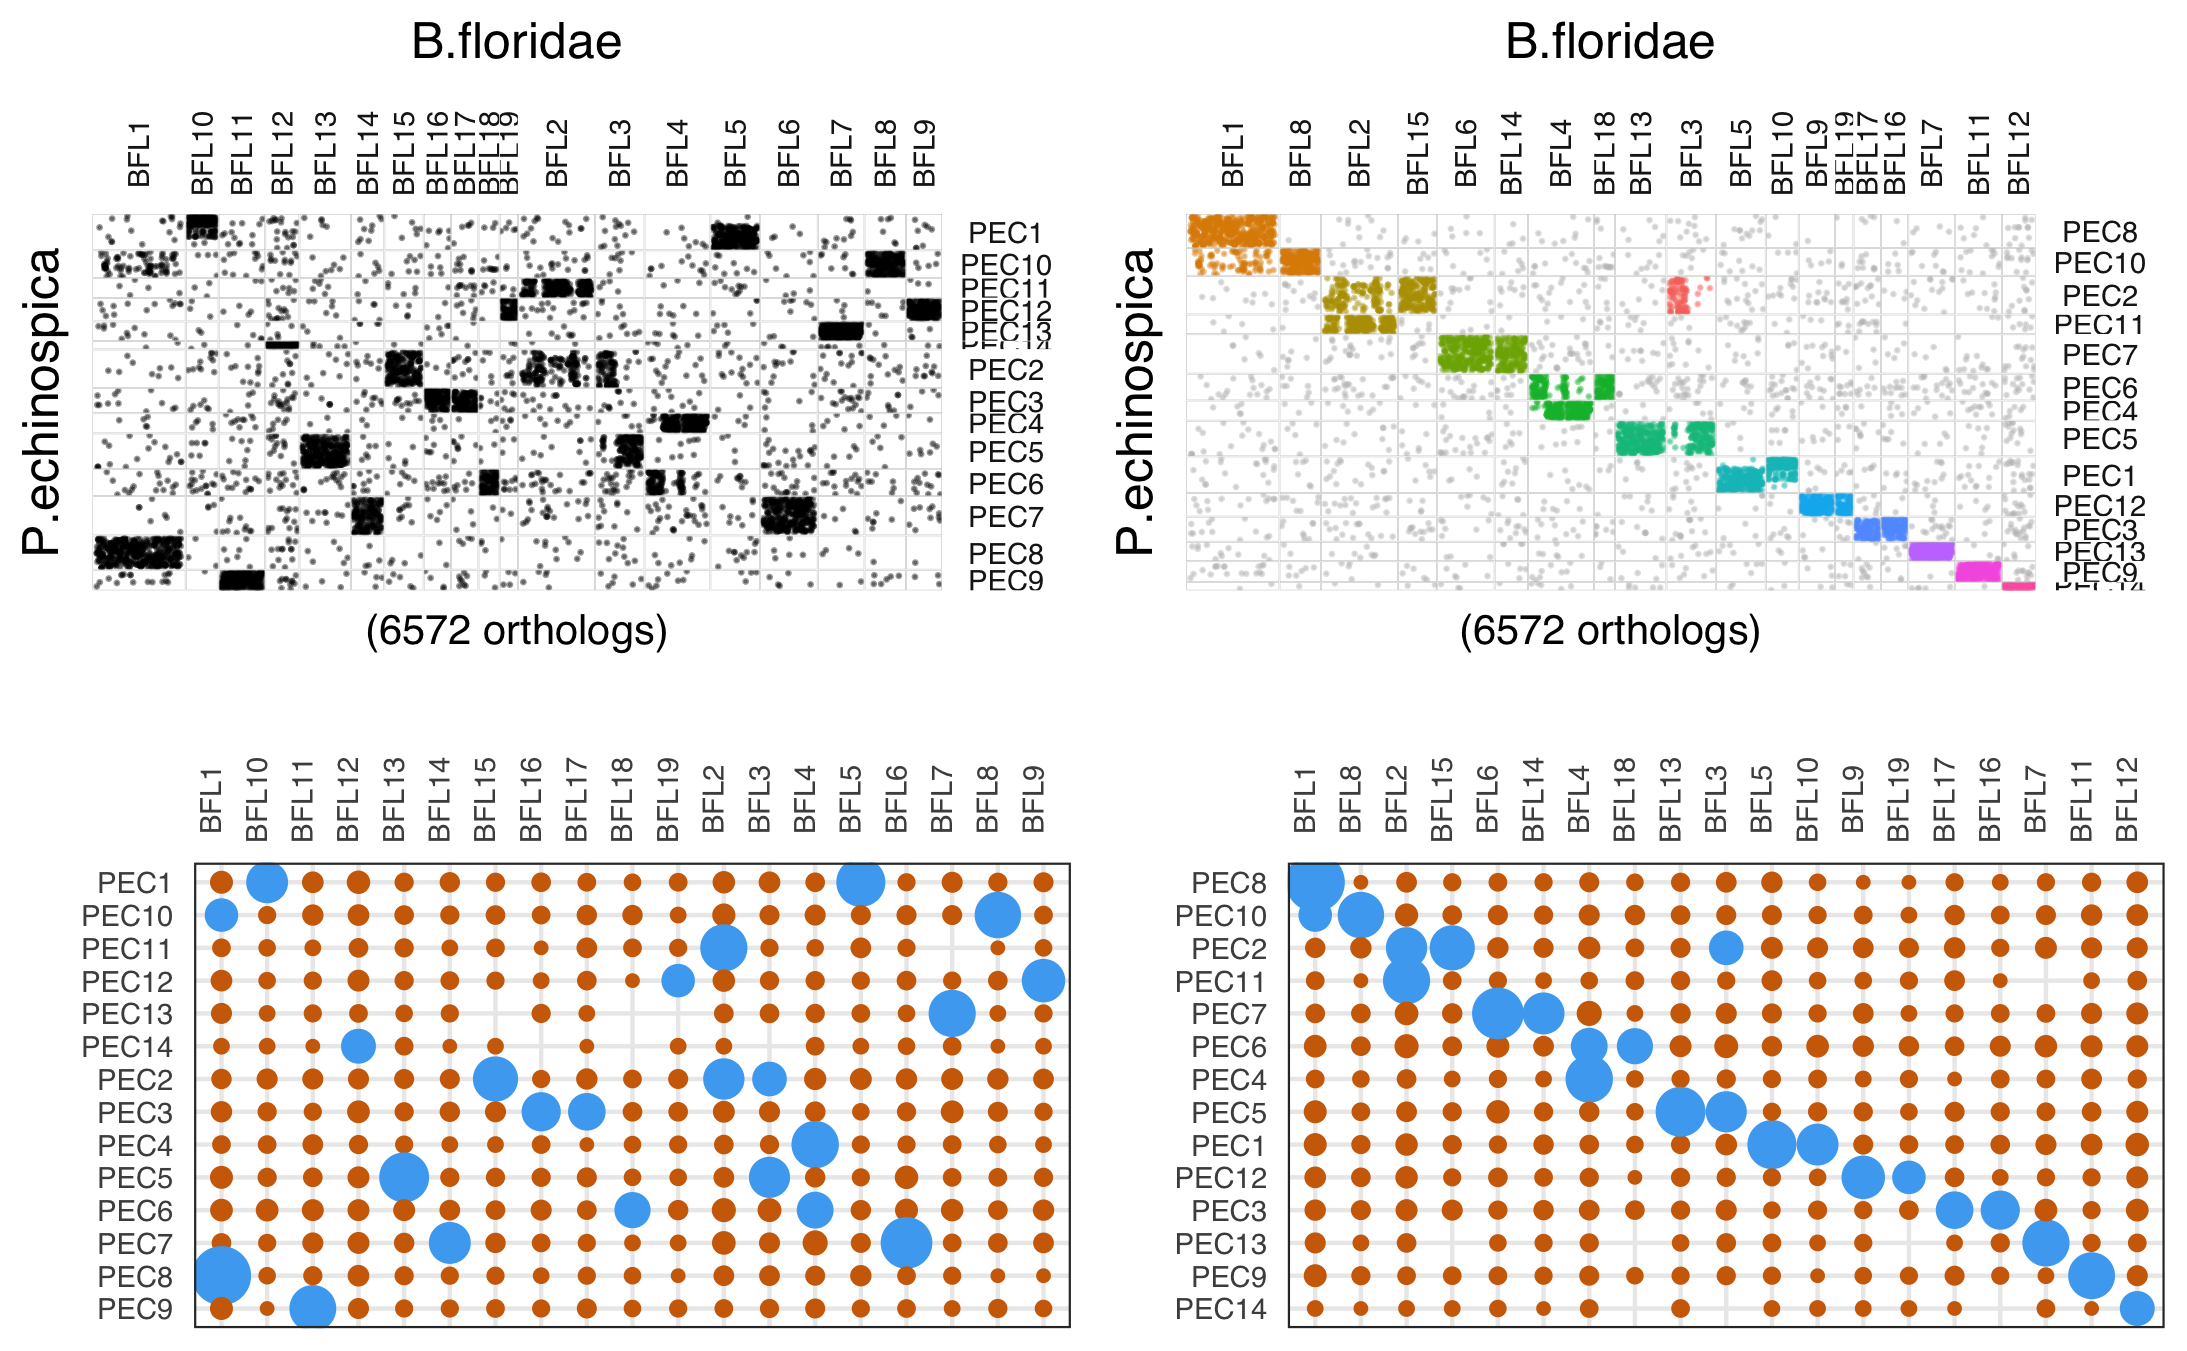 B.floridae
BFL1 BFL10 BFL11 BFL12 BFL13 BFL14 BFL15 BFL16 BFL17 BFL18 BFL19 BFL2 BFL3 BFL4 BFL5 BFL6 BFL7 BFL8 BFL9
P.echinospica
PEC1
PEC10
PEC11
PEC12
PEC13
PEC2
PEC3
PEC4
PEC5
PEC6
PEC7
PEC8
PEC9
(6572 orthologs)
B.floridae
BFL1 BFL8 BFL2 BFL15 BFL6 BFL14 BFL4 BFL18 BFL13 BFL3 BFL5 BFL10 BFL9 BFL19 BFL17 BFL16 BFL7 BFL11 BFL12
P.echinospica
PEC8
PEC10
PEC2
PEC11
PEC7
PEC6
PEC4
PEC5
PEC1
PEC12
PEC3
PEC13
PEC9
(6572 orthologs)
BFL1 BFL10 BFL11 BFL12 BFL13 BFL14 BFL15 BFL16 BFL17 BFL18 BFL19 BFL2 BFL3 BFL4 BFL5 BFL6 BFL7 BFL8 BFL9
PEC1
PEC10
PEC11
PEC12
PEC13
PEC14
PEC2
PEC3
PEC4
PEC5
PEC6
PEC7
PEC8
PEC9
BFL1 BFL8 BFL2 BFL15 BFL6 BFL14 BFL4 BFL18 BFL13 BFL3 BFL5 BFL10 BFL9 BFL19 BFL17 BFL16 BFL7 BFL11 BFL12
PEC8
PEC10
PEC2
PEC11
PEC7
PEC6
PEC4
PEC5
PEC1
PEC12
PEC3
PEC13
PEC9
PEC14